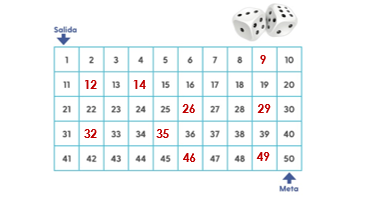 Salida
1 2 3 4 5 6 7 8 9 10
11 12 13 14 15 16 17 18 19 20
21 22 23 24 25 26 27 28 29 30
31 32 33 34 35 36 37 38 39 40
41 42 43 44 45 46 47 48 49 50
Meta